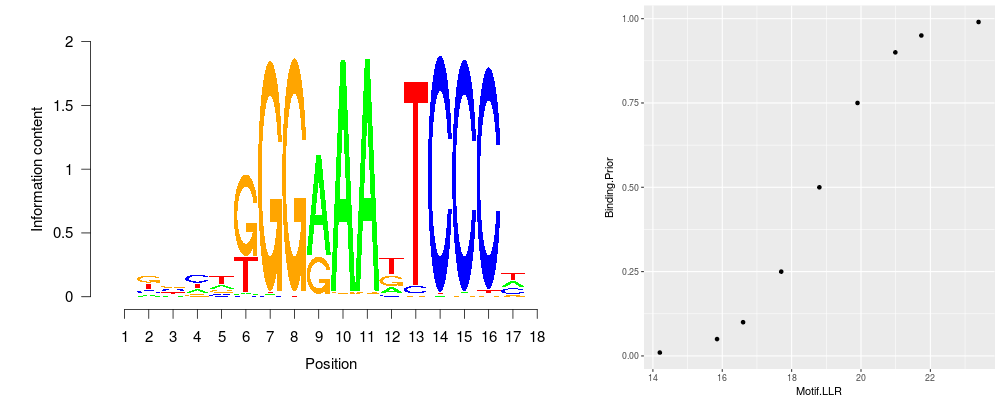 2
1.5
1
0.5
0
Information content
G G G A A A T T C C C
T G T G A C
1 2 3 4 5 6 7 8 9 10 11 12 13 14 15 16 17 18
Position
1.00
0.75
0.50
0.25
0.00
Binding.Prior
14 16 18 20 22
Motif.LLR